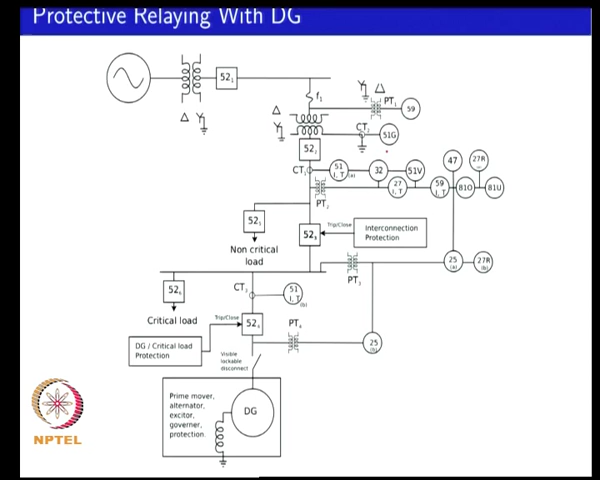 Protective Relaying With DG
52₁
f₁
PT₁
59
CT₂
51G
52₂
CT₁
51
I, T
(a)
32
51V
47
27R
27
I, T
59
I, T
81O
81U
PT₂
52₃
52₅
Trip/Close
Interconnection
Protection
Non critical
load
25
(a)
27R
(b)
PT₃
52₆
CT₃
51
I, T
(b)
Critical load
Trip/Close
PT₄
DG / Critical load
Protection
25
(b)
Visible
lockable
disconnect
Prime mover,
alternator,
excitor,
governer,
protection.
DG
NPTEL